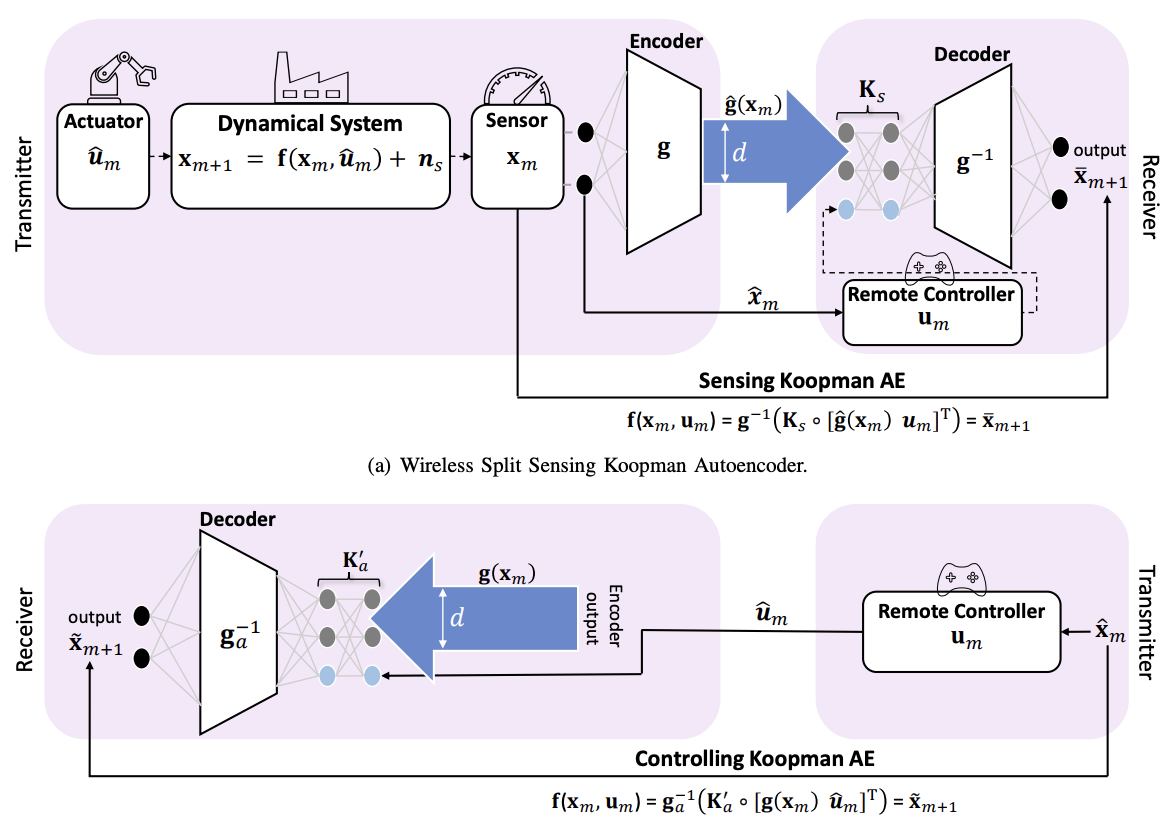 Encoder
Decoder
Transmitter
Receiver
Actuator
û_m
Dynamical System
x_{m+1} = f(x_m, û_m) + n_s
Sensor
x_m
g
ĝ(x_m)
d
K_s
g^{-1}
output
x̄_{m+1}
x̂_m
Remote Controller
u_m
Sensing Koopman AE
f(x_m, u_m) = g^{-1}(K_s ∘ [ĝ(x_m) u_m]^T) = x̄_{m+1}
(a) Wireless Split Sensing Koopman Autoencoder.
Decoder
Receiver
output
x̃_{m+1}
g_a^{-1}
K′_a
g(x_m)
d
Encoder
output
û_m
Remote Controller
u_m
x̂_m
Transmitter
Controlling Koopman AE
f(x_m, u_m) = g_a^{-1}(K′_a ∘ [g(x_m) û_m]^T) = x̃_{m+1}